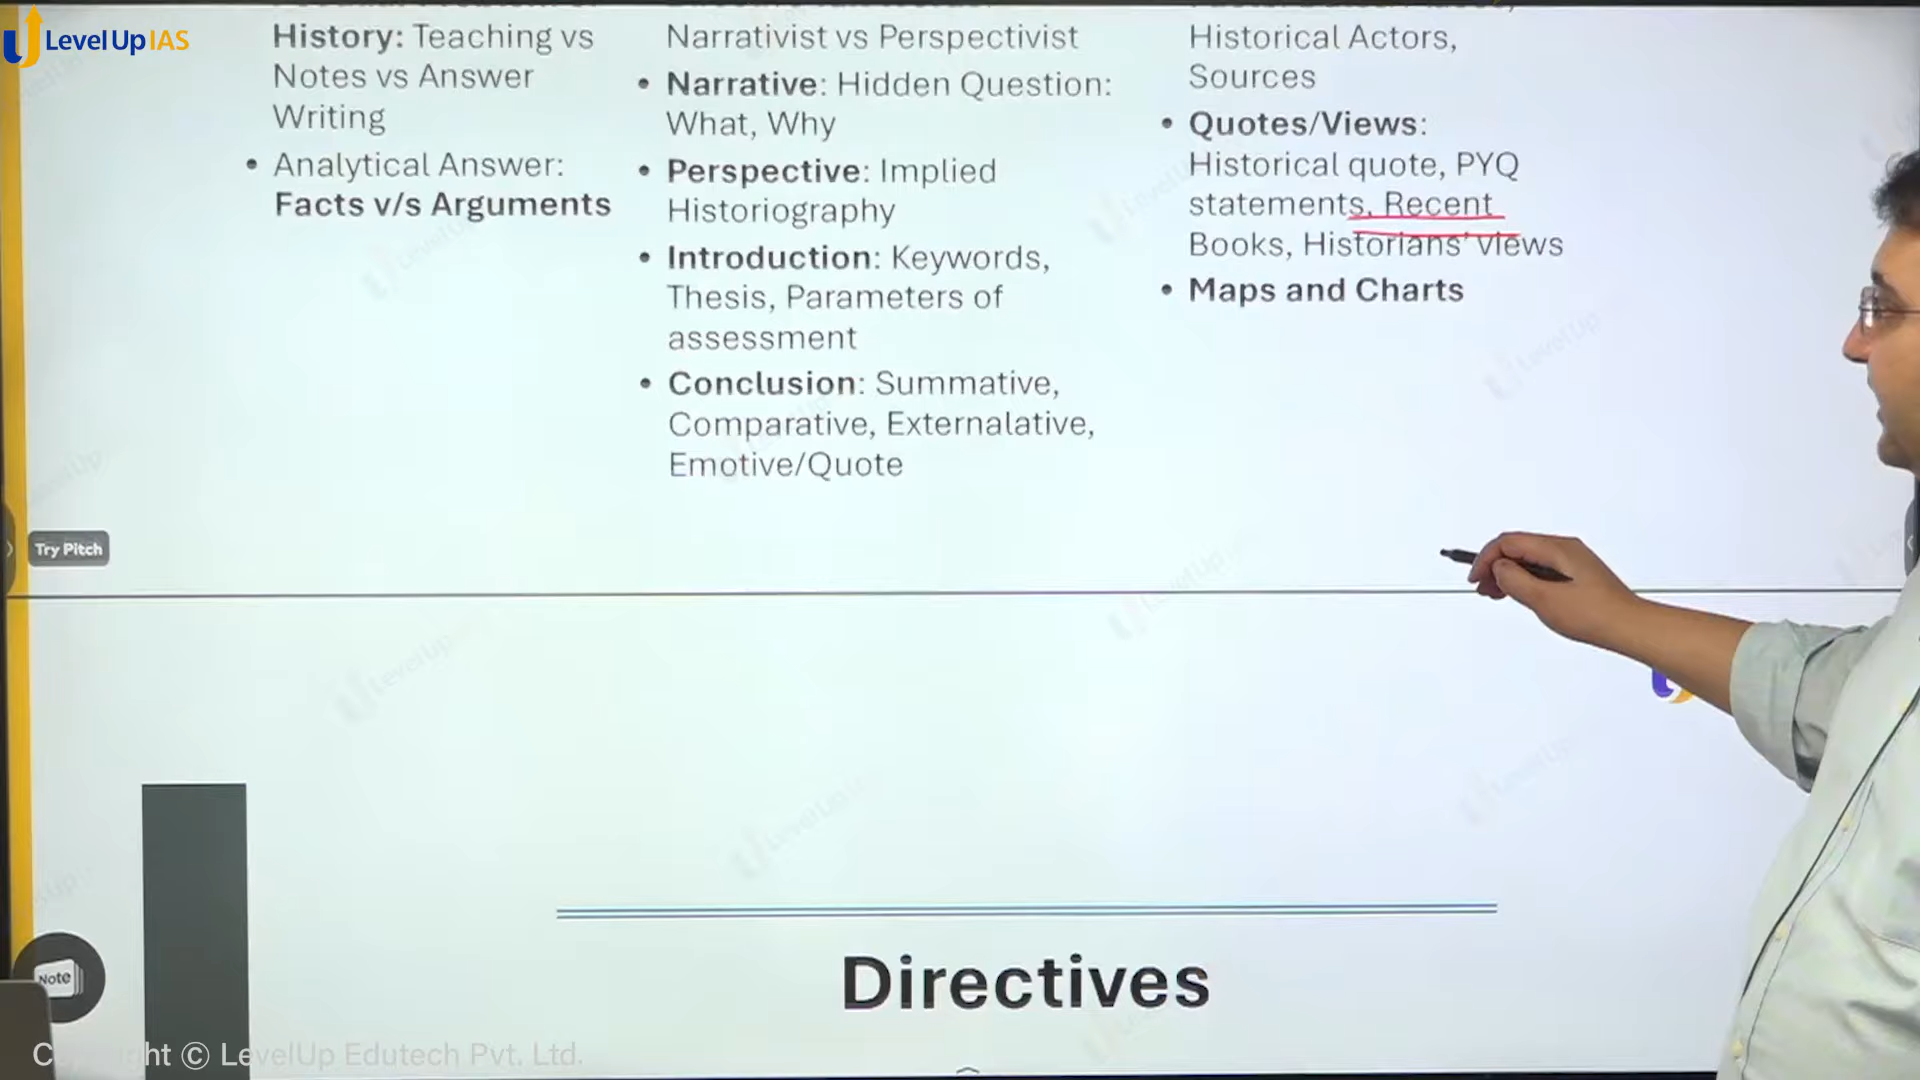 LevelUp IAS
History: Teaching vs
Notes vs Answer
Writing
• Analytical Answer:
Facts v/s Arguments
Narrativist vs Perspectivist
• Narrative: Hidden Question:
What, Why
• Perspective: Implied
Historiography
• Introduction: Keywords,
Thesis, Parameters of
assessment
• Conclusion: Summative,
Comparative, Externalative,
Emotive/Quote
Historical Actors,
Sources
• Quotes/Views:
Historical quote, PYQ
statements, Recent
Books, Historians' views
• Maps and Charts
Try Pitch
Directives
Note
Copyright © LevelUp Edutech Pvt. Ltd.